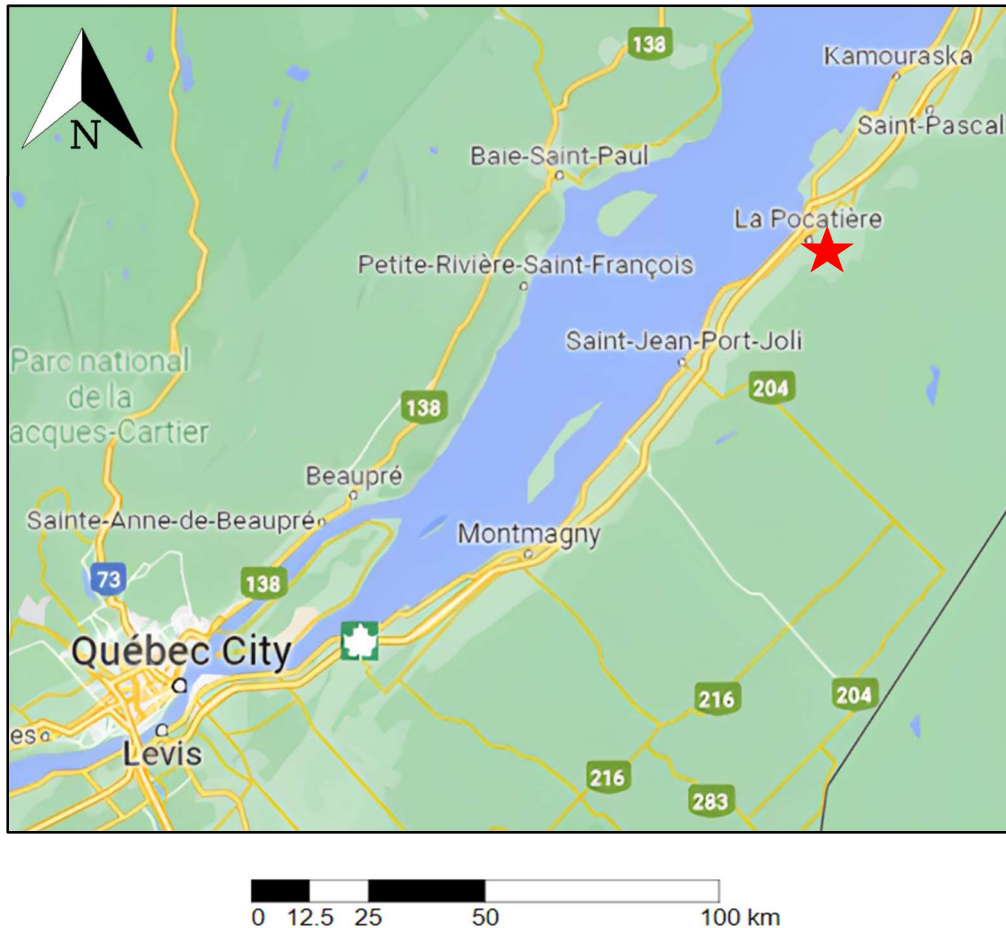 138
Kamouraska
N
Saint-Pascal
Baie-Saint-Paul
La Pocatière
Petite-Rivière-Saint-François
Saint-Jean-Port-Joli
Parc national
de la
acques-Cartier
204
138
Beaupré
Sainte-Anne-de-Beaupré
Montmagny
73
138
Québec City
216
204
es
Levis
216
283
0 12.5 25 50 100 km